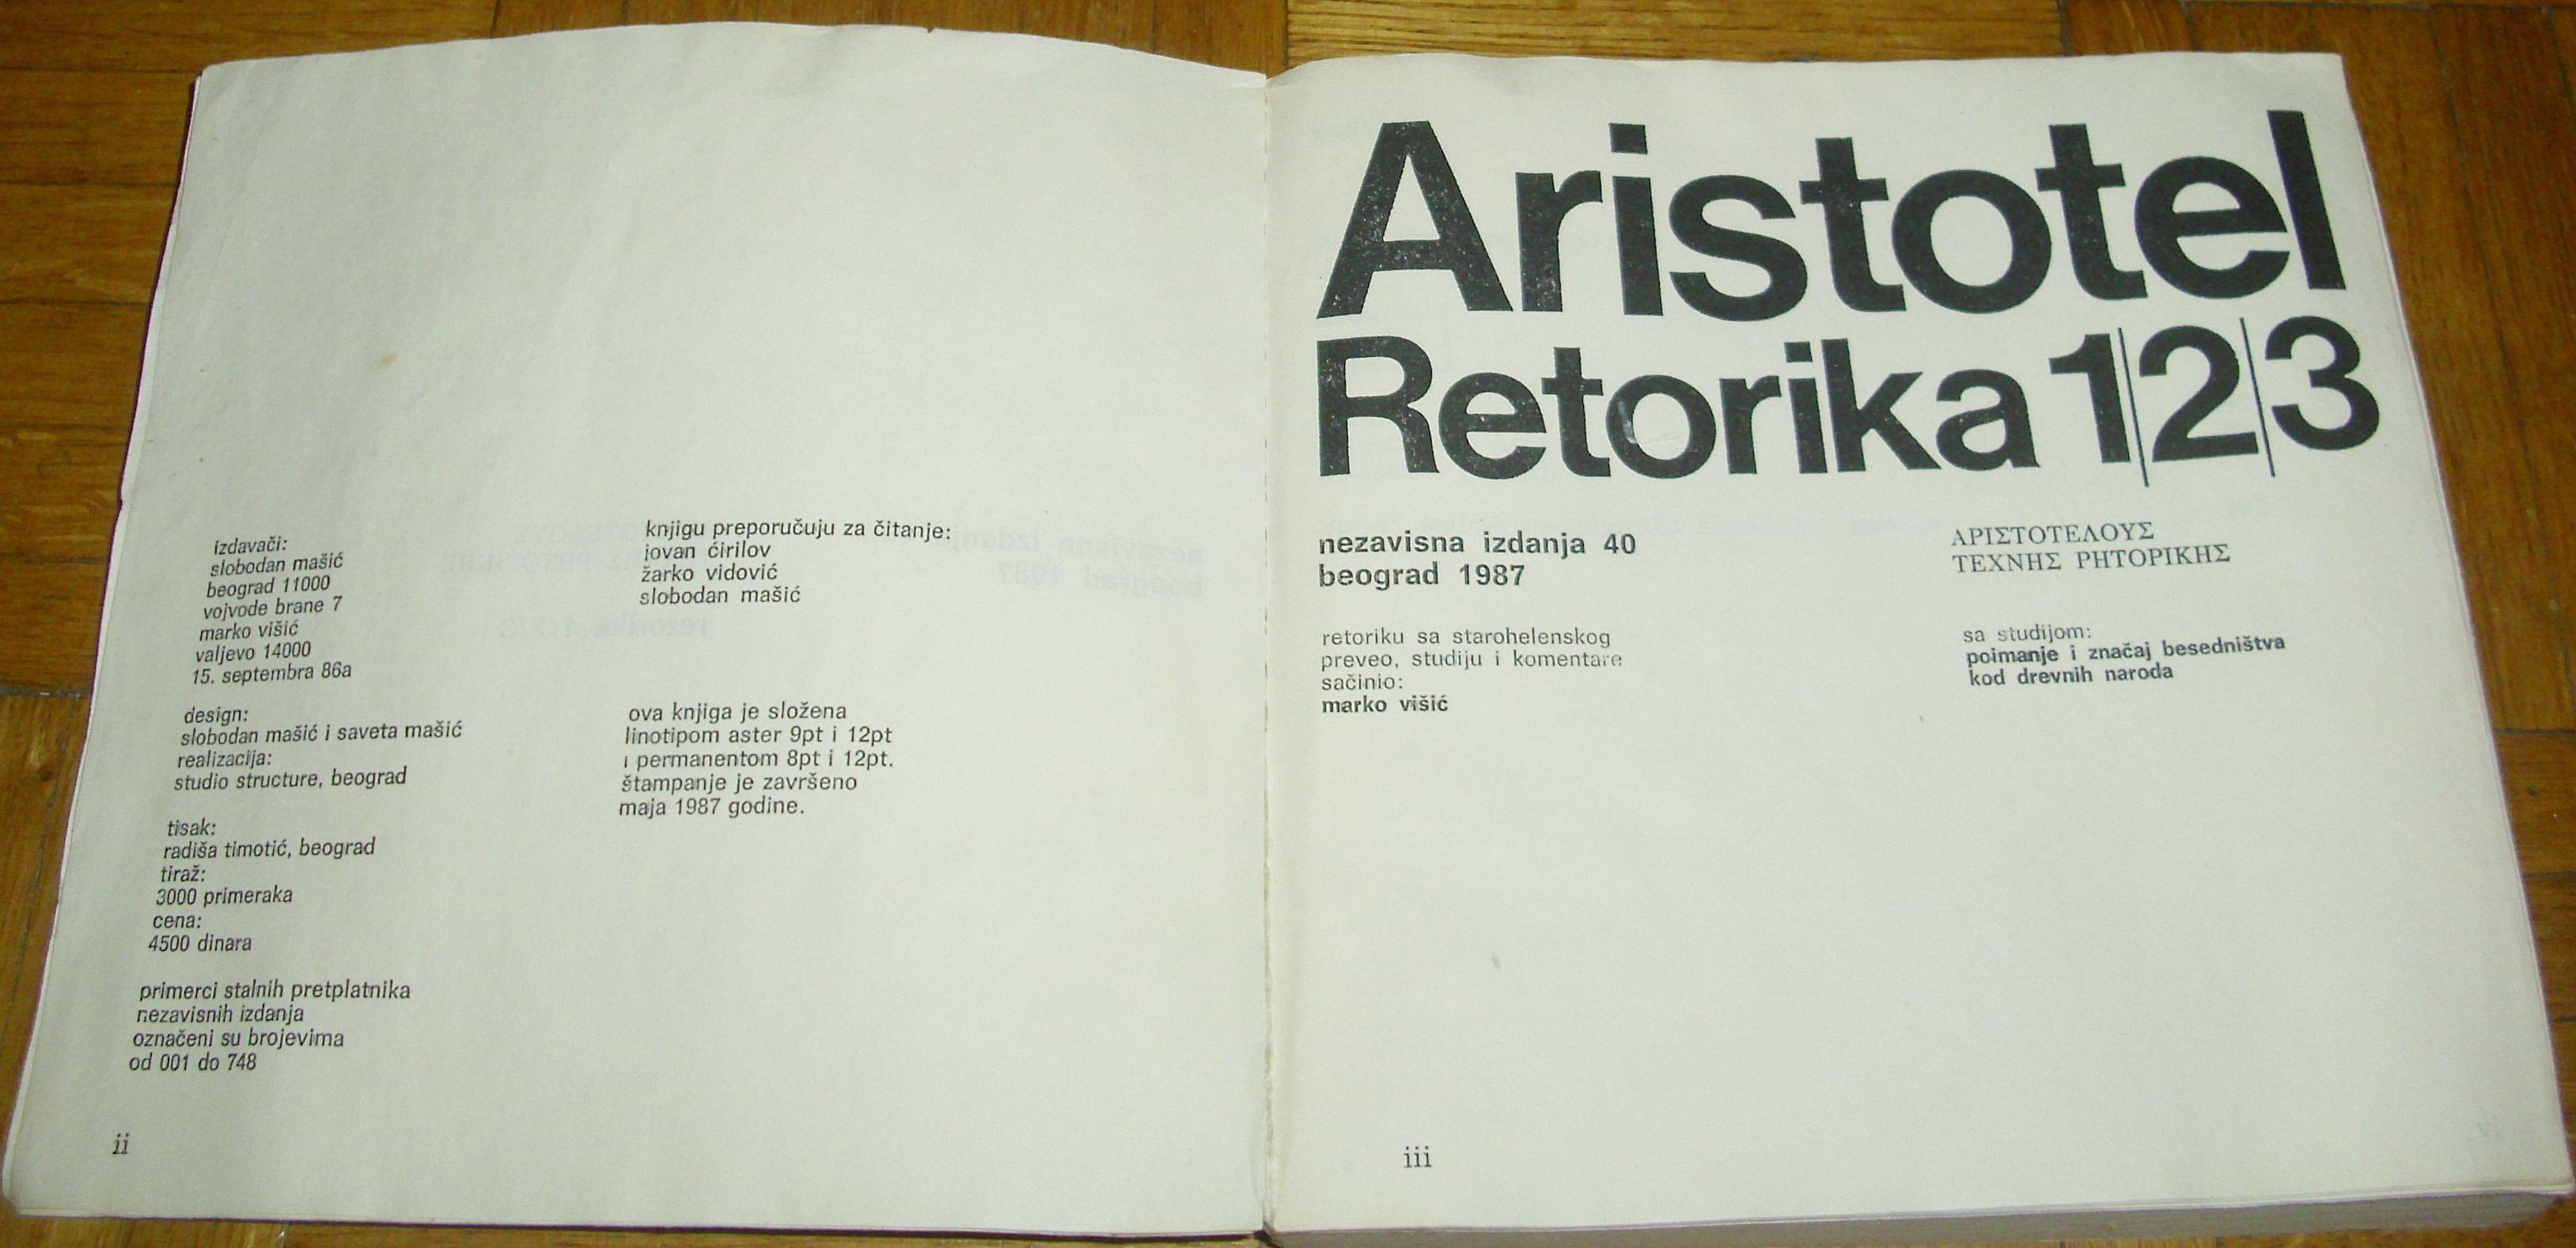 izdavači:
slobodan mašić
beograd 11000
vojvode brane 7
marko višić
valjevo 14000
15. septembra 86a
design:
slobodan mašić i saveta mašić
realizacija:
studio structure, beograd
tisak:
radiša timotić, beograd
tiraž:
3000 primeraka
cena:
4500 dinara
primerci stalnih pretplatnika
nezavisnih izdanja
označeni su brojevima
od 001 do 748
knjigu preporučuju za čitanje:
jovan ćirilov
žarko vidović
slobodan mašić
ova knjiga je složena
linotipom aster 9pt i 12pt
i permanentom 8pt i 12pt.
štampanje je završeno
maja 1987 godine.
ii
Aristotel
Retorika 1|2|3
nezavisna izdanja 40
beograd 1987
retoriku sa starohelenskog
preveo, studiju i komentare
sačinio:
marko višić
ΑΡΙΣΤΟΤΕΛΟΥΣ
ΤΕΧΝΗΣ ΡΗΤΟΡΙΚΗΣ
sa studijom:
poimanje i značaj besedništva
kod drevnih naroda
iii